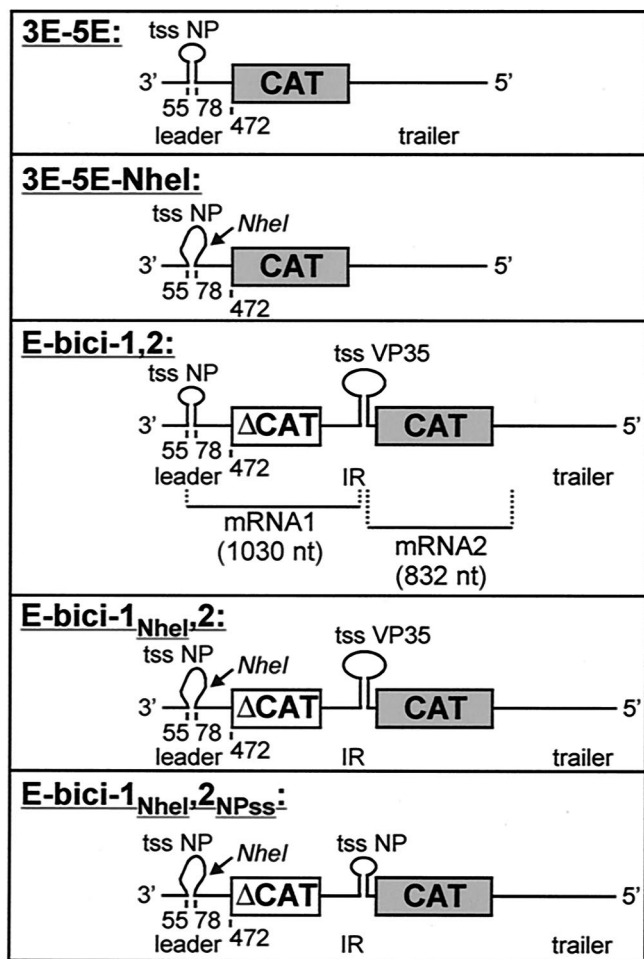 3E-5E:
tss NP
3’ CAT 5’
55 78 472
leader trailer
3E-5E-NheI:
tss NP NheI
3’ CAT 5’
55 78 472
E-bici-1,2:
tss NP tss VP35
3’ ΔCAT CAT 5’
55 78 472
leader IR trailer
mRNA1 mRNA2
(1030 nt) (832 nt)
E-bici-1NheI,2:
tss NP NheI tss VP35
3’ ΔCAT CAT 5’
55 78 472
leader IR trailer
E-bici-1NheI,2NPss:
tss NP NheI tss NP
3’ ΔCAT CAT 5’
55 78 472
leader IR trailer